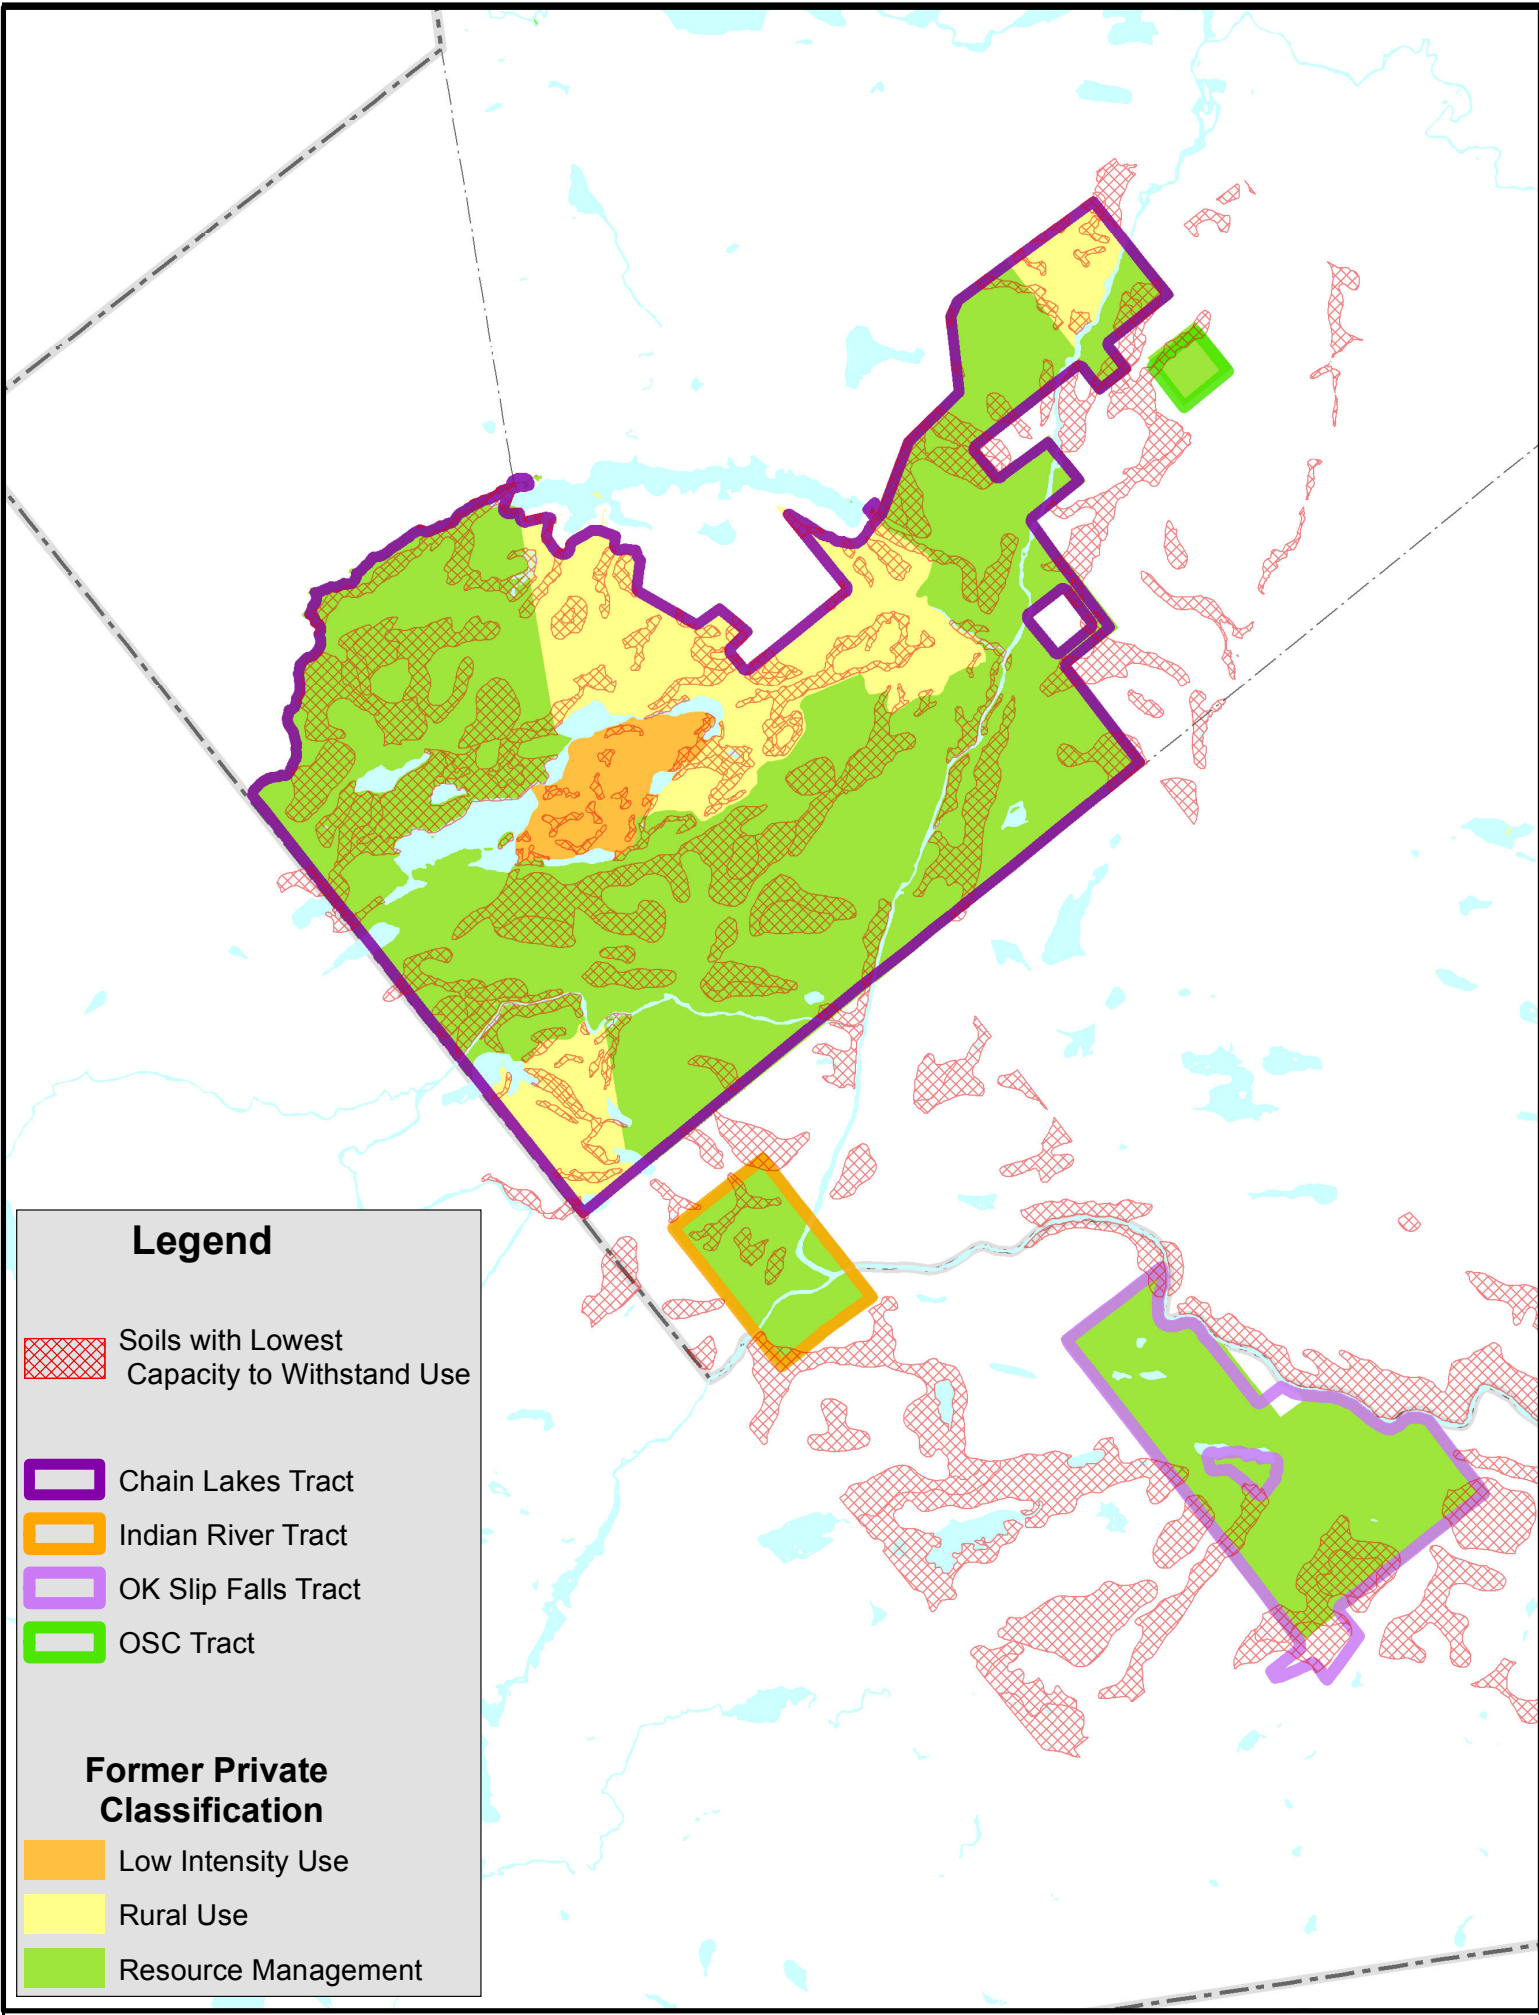 Legend
Soils with Lowest
Capacity to Withstand Use
Chain Lakes Tract
Indian River Tract
OK Slip Falls Tract
OSC Tract
Former Private
Classification
Low Intensity Use
Rural Use
Resource Management